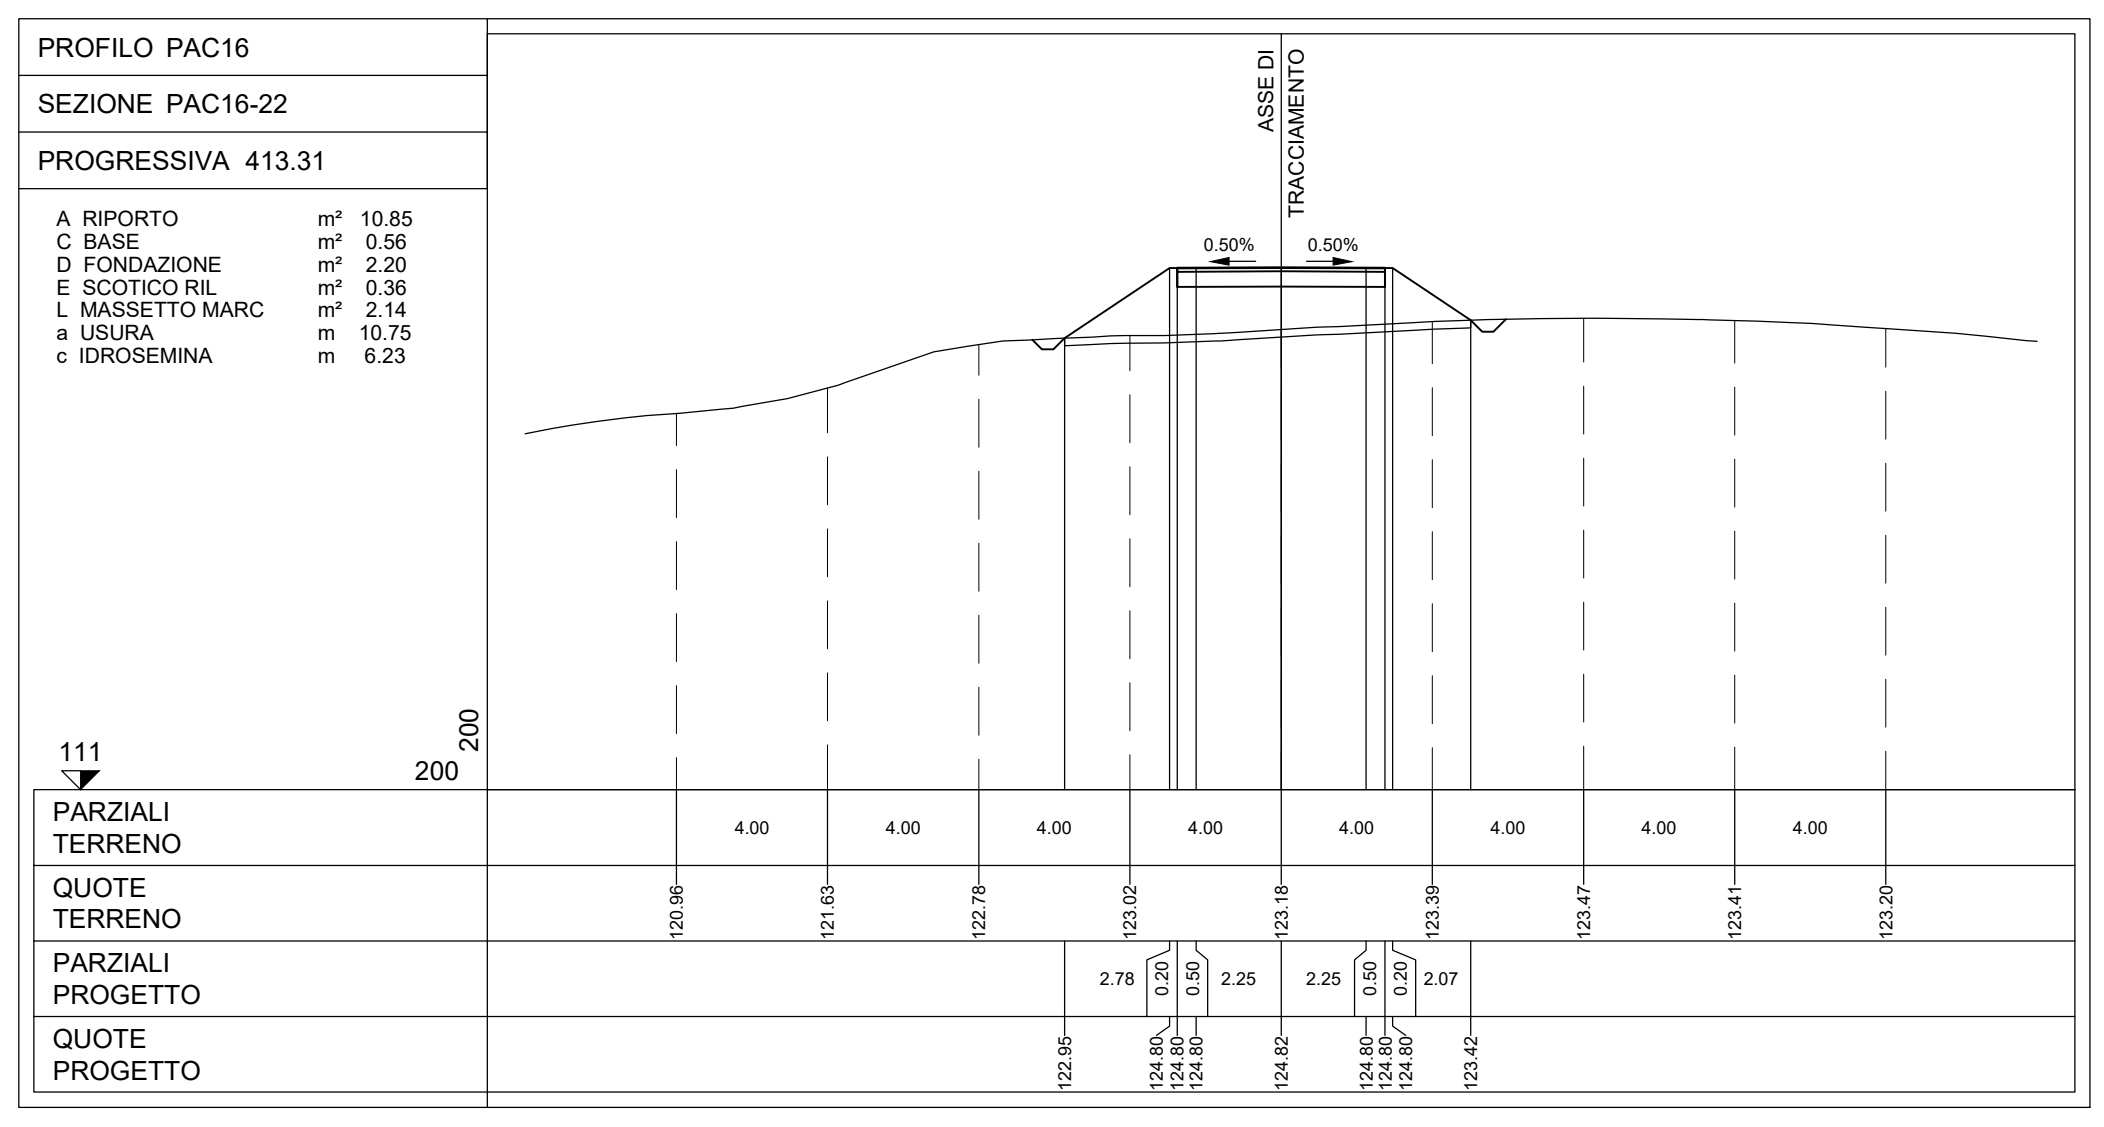 PROFILO PAC16
SEZIONE PAC16-22
PROGRESSIVA 413.31
A RIPORTO m² 10.85
C BASE m² 0.56
D FONDAZIONE m² 2.20
E SCOTICO RIL m² 0.36
L MASSETTO MARC m² 2.14
a USURA m 10.75
c IDROSEMINA m 6.23
ASSE DI
TRACCIAMENTO
0.50% 0.50%
111
200
200
PARZIALI
TERRENO
4.00 4.00 4.00 4.00 4.00 4.00 4.00 4.00
QUOTE
TERRENO
120.96 121.63 122.78 123.02 123.18 123.39 123.47 123.41 123.20
PARZIALI
PROGETTO
2.78 0.20 0.50 2.25 2.25 0.50 0.20 2.07
QUOTE
PROGETTO
122.95 124.80 124.80 124.80 124.82 124.80 124.80 124.80 123.42